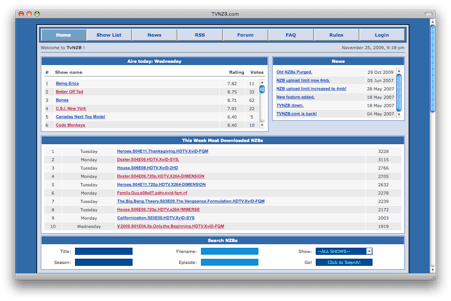 TVNZB.com
Home Show List News RSS Forum FAQ Rules Login
Welcome to TvNZB !
November 25, 2009, 9:18 pm
Airs today: Wednesday
# Show name Rating Votes
1 Being Erica 7.82 11
2 Better Off Ted 8.75 33
3 Bones 8.71 62
4 C.S.I. New York 7.91 22
5 Canadas Next Top Model 6.40 5
6 Code Monkeys 6.40 10
News
Old NZBs Purged. 29 Oct 2009
NZB upload limit now 4mb. 05 Jun 2007
NZB upload limit increased to 4mb! 30 May 2007
New feature added. 18 May 2007
TVNZB down. 18 May 2007
TVNZB.com is back! 04 May 2007
This Week Most Downloaded NZBs
1 Tuesday Heroes.S04E11.Thanksgiving.HDTV.XviD-FQM 3228
2 Monday Dexter.S04E09.HDTV.XviD-SYS 3115
3 Monday House.S06E08.HDTV.XviD-2HD 2766
4 Monday Dexter.S04E09.720p.HDTV.X264-DIMENSION 2705
5 Tuesday Heroes.S04E11.720p.HDTV.X264-DIMENSION 2632
6 Monday Family.Guy.s08e07.pdtv.xvid-fqm.nf 2278
7 Tuesday The.Big.Bang.Theory.S03E09.The.Vengeance.Formulation.HDTV.XviD-FQM 2199
8 Tuesday House.S06E08.720p.HDTV.x264-IMMERSE 2172
9 Monday Californication.S03E09.HDTV.XviD-SYS 2003
10 Wednesday V.2009.S01E04.Its.Only.the.Beginning.HDTV.XviD-FQM 1919
Search NZBs
Title: Filename: Show: --ALL SHOWS--
Season: Episode: Go! Click to Search!